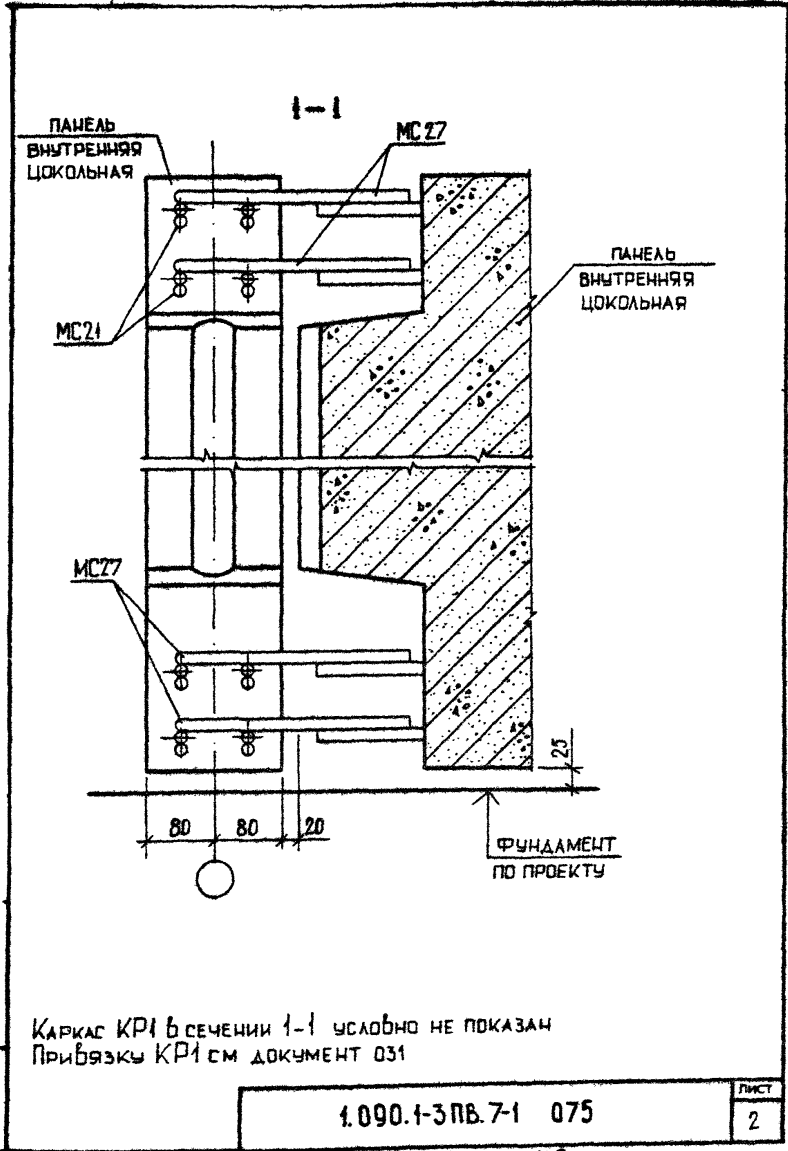 1-1
ПАНЕЛЬ
ВНУТРЕННЯЯ
ЦОКОЛЬНАЯ
МС27
ПАНЕЛЬ
ВНУТРЕННЯЯ
ЦОКОЛЬНАЯ
МС21
МС27
25
80
80
20
ФУНДАМЕНТ
ПО ПРОЕКТУ
КАРКАС КР1 В СЕЧЕНИИ 1-1 УСЛОВНО НЕ ПОКАЗАН
ПРИВЯЗКУ КР1 СМ ДОКУМЕНТ 031
1.090.1-3ПВ.7-1 075
ЛИСТ
2